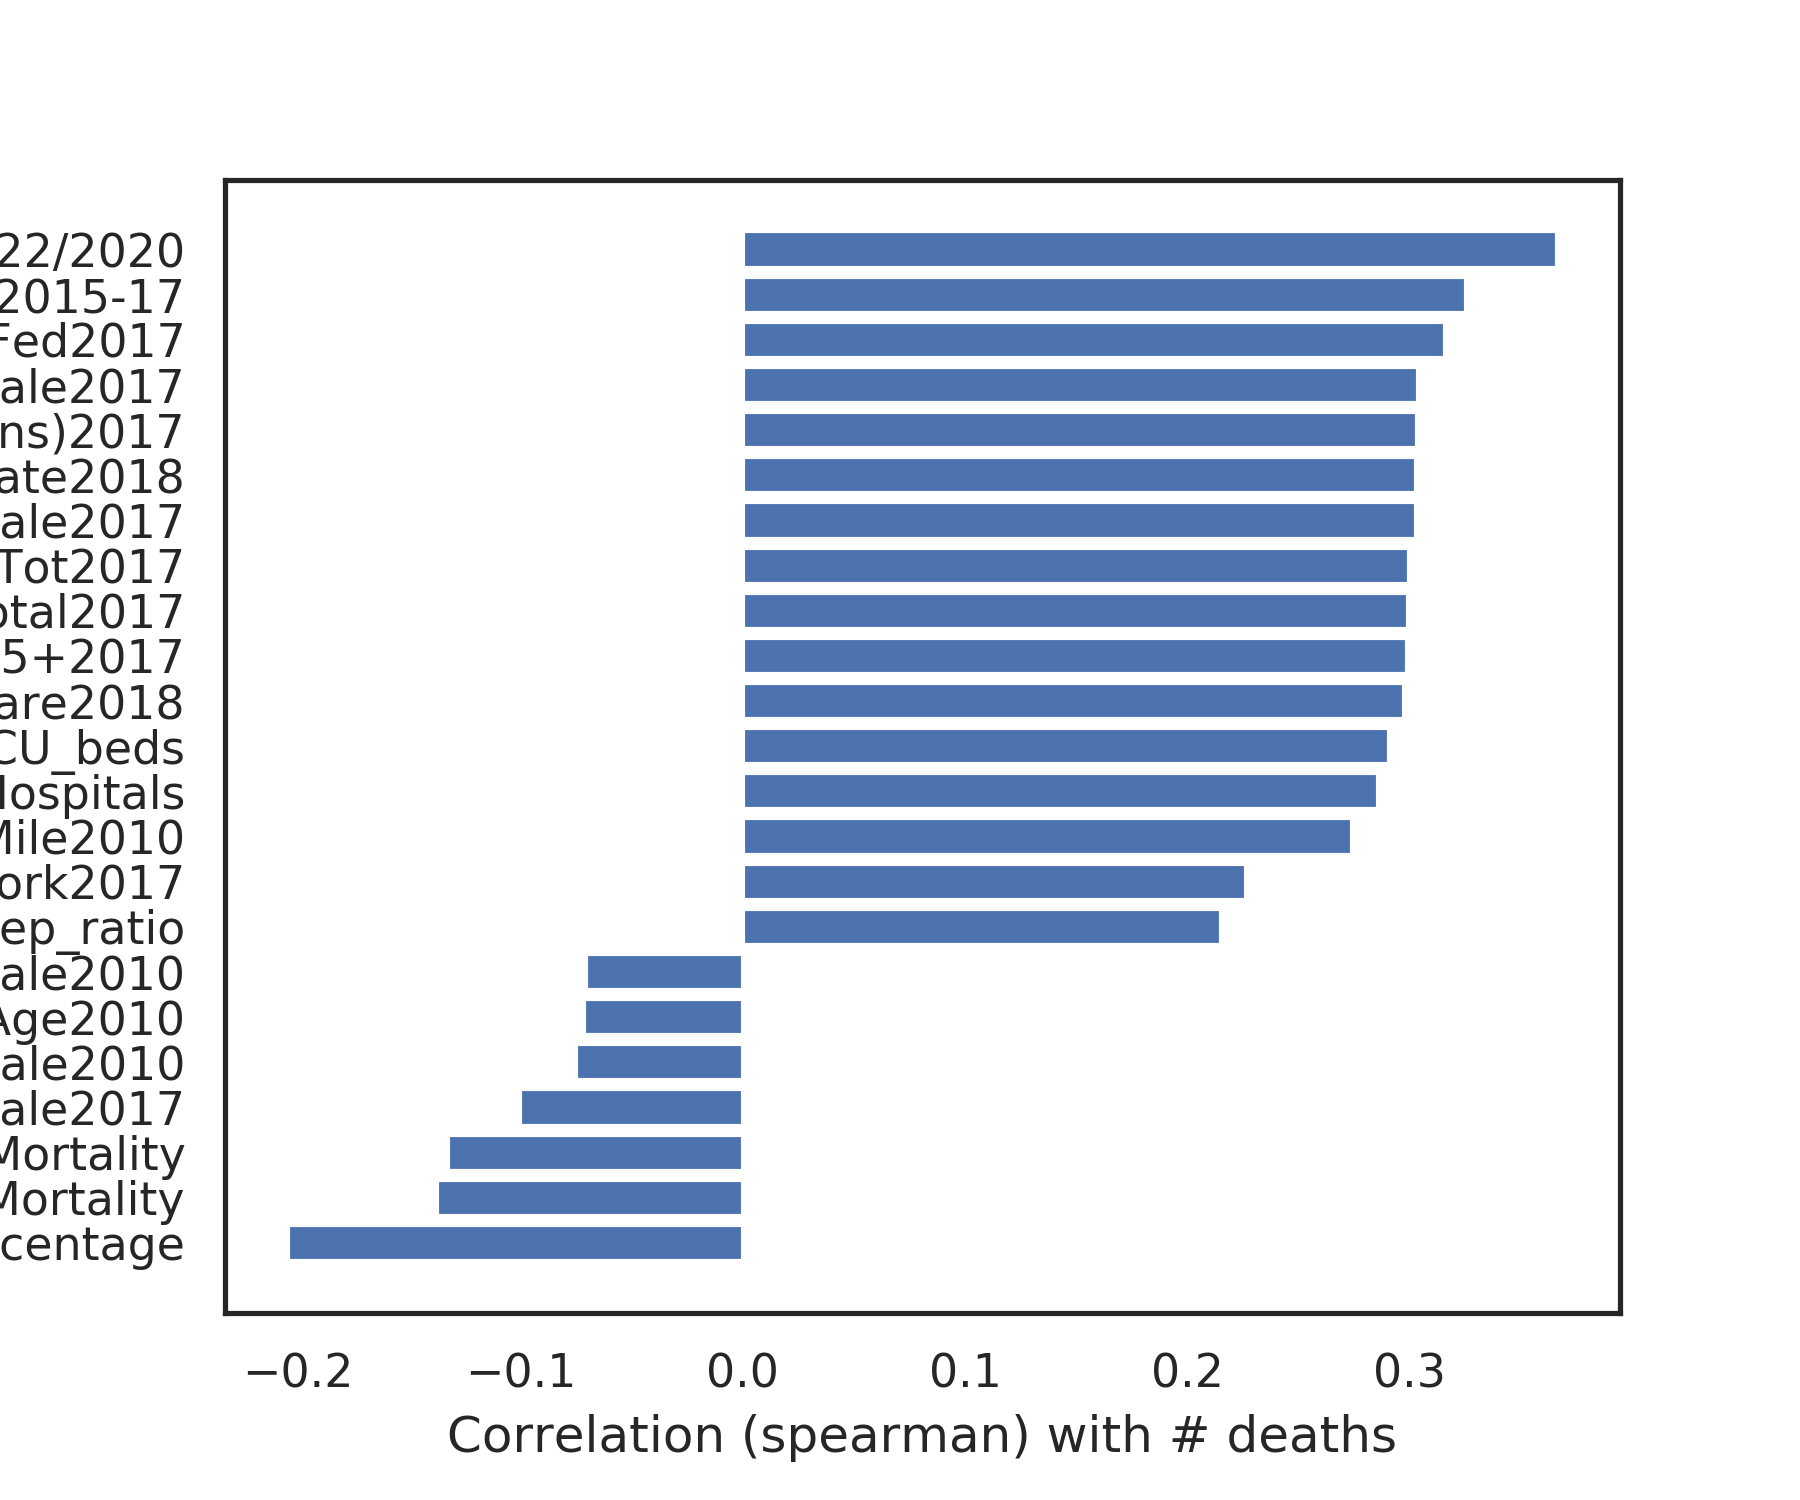 22/2020
2015-17
Fed2017
ale2017
ns)2017
ate2018
ale2017
Tot2017
otal2017
5+2017
are2018
CU_beds
Hospitals
Mile2010
ork2017
ep_ratio
ale2010
Age2010
ale2010
ale2017
Mortality
Mortality
centage
−0.2 −0.1 0.0 0.1 0.2 0.3
Correlation (spearman) with # deaths